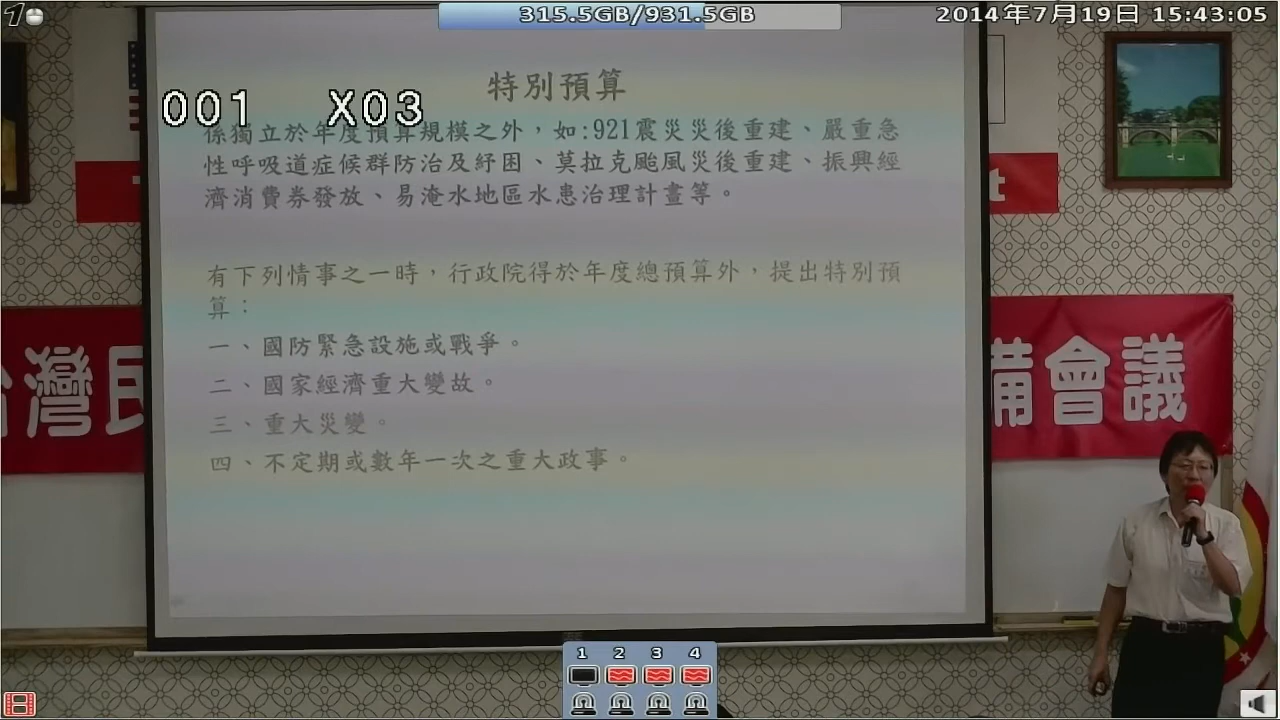 1
315.5GB/931.5GB
2014年7月19日 15:43:05
特別預算
001 X03
係獨立於年度預算規模之外，如:921震災災後重建、嚴重急
性呼吸道症候群防治及紓困、莫拉克颱風災後重建、振興經
濟消費券發放、易淹水地區水患治理計畫等。
有下列情事之一時，行政院得於年度總預算外，提出特別預
算：
一、國防緊急設施或戰爭。
二、國家經濟重大變故。
三、重大災變。
四、不定期或數年一次之重大政事。
t
台灣民
備會議
1 2 3 4